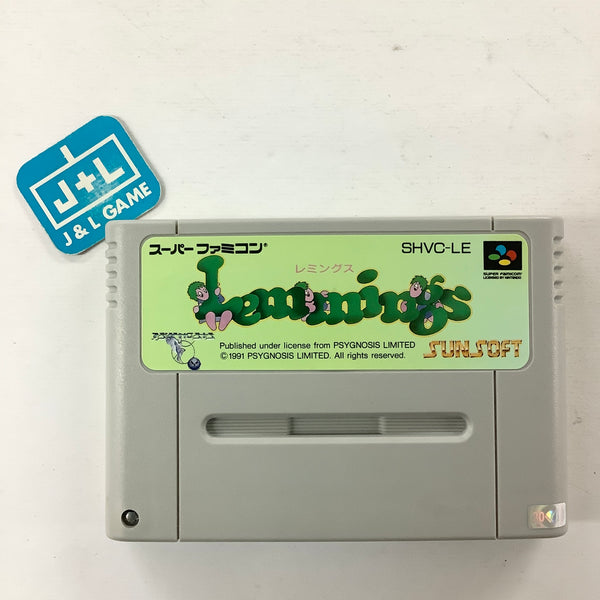 J+L
J & L GAME
スーパーファミコン®
SHVC-LE
レミングス
Lemmings
SUPER FAMICOM
LICENSED BY NINTENDO
Published under license from PSYGNOSIS LIMITED
©1991 PSYGNOSIS LIMITED. All rights reserved.
PSYGNOSIS
SUNSOFT